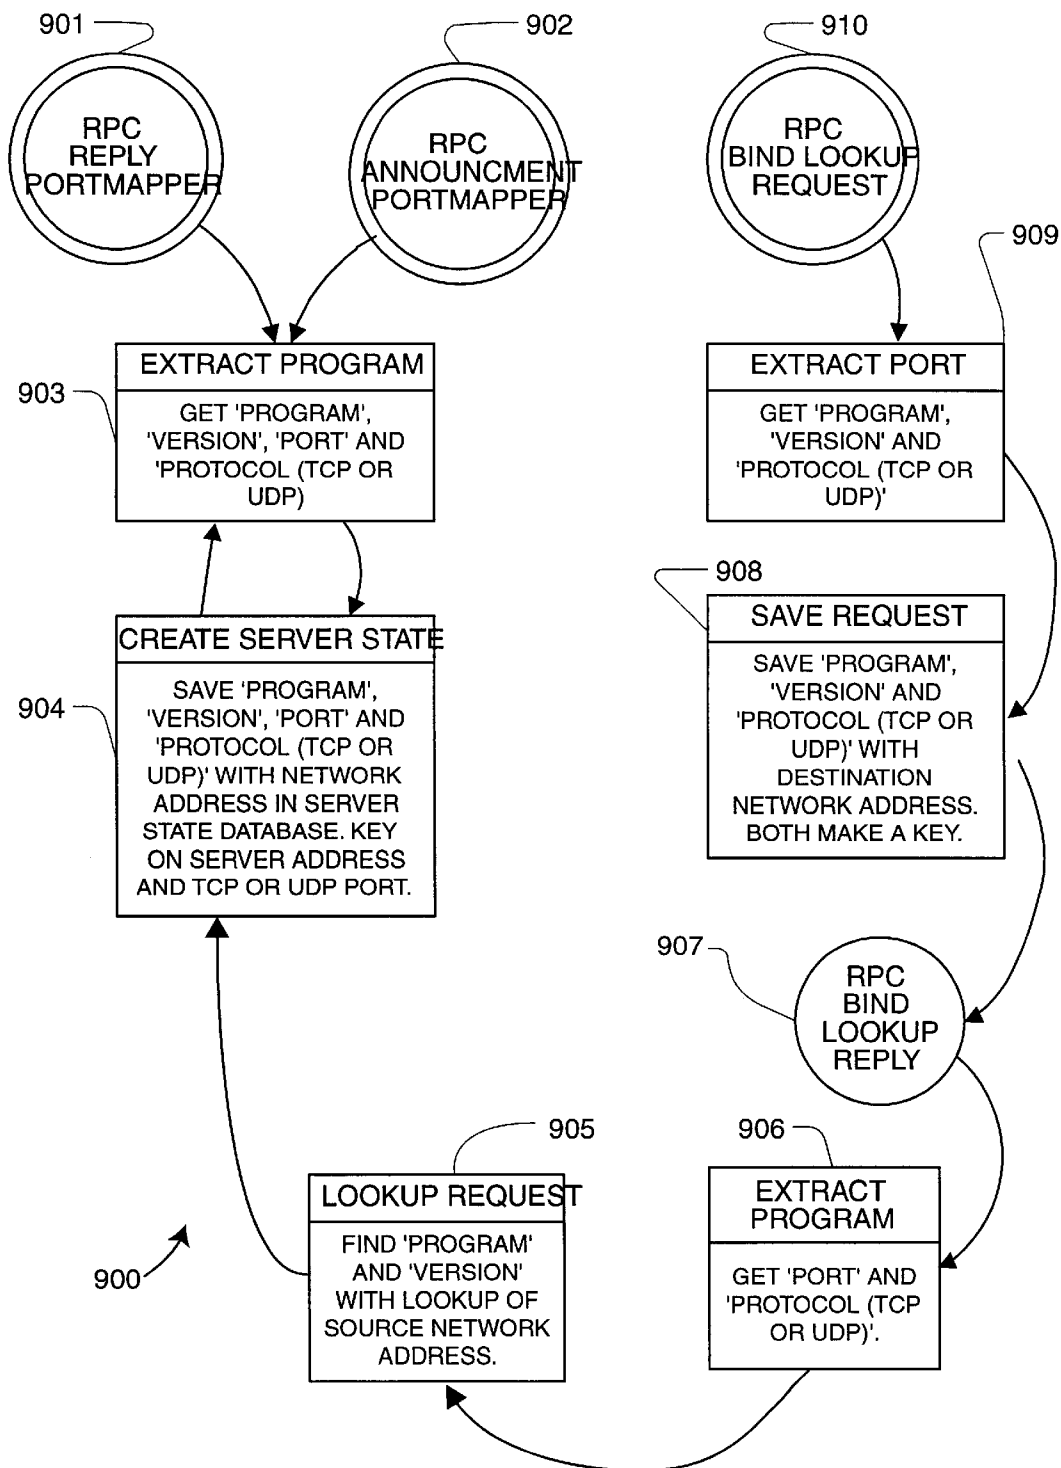 901
902
910
RPC
REPLY
PORTMAPPER
RPC
ANNOUNCMENT
PORTMAPPER
RPC
BIND LOOKUP
REQUEST
909
EXTRACT PROGRAM
903
GET 'PROGRAM',
'VERSION', 'PORT' AND
'PROTOCOL (TCP OR
UDP)
EXTRACT PORT
GET 'PROGRAM',
'VERSION' AND
'PROTOCOL (TCP OR
UDP)'
908
CREATE SERVER STATE
904
SAVE 'PROGRAM',
'VERSION', 'PORT' AND
'PROTOCOL (TCP OR
UDP)' WITH NETWORK
ADDRESS IN SERVER
STATE DATABASE. KEY
ON SERVER ADDRESS
AND TCP OR UDP PORT.
SAVE REQUEST
SAVE 'PROGRAM',
'VERSION' AND
'PROTOCOL (TCP OR
UDP)' WITH
DESTINATION
NETWORK ADDRESS.
BOTH MAKE A KEY.
907
RPC
BIND
LOOKUP
REPLY
905
906
LOOKUP REQUEST
FIND 'PROGRAM'
AND 'VERSION'
WITH LOOKUP OF
SOURCE NETWORK
ADDRESS.
EXTRACT
PROGRAM
GET 'PORT' AND
'PROTOCOL (TCP
OR UDP)'.
900